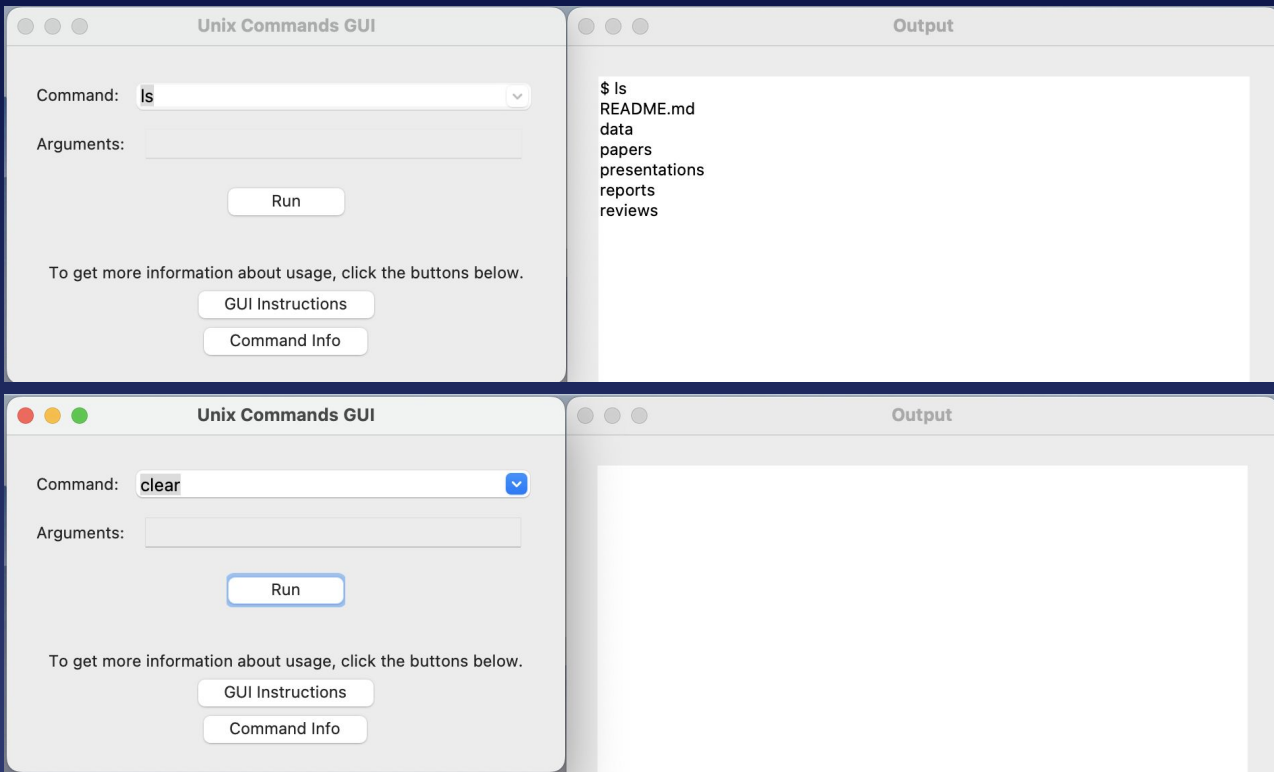 Unix Commands GUI
Command: ls
Arguments:
Run
To get more information about usage, click the buttons below.
GUI Instructions
Command Info
Output
$ ls
README.md
data
papers
presentations
reports
reviews
Unix Commands GUI
Command: clear
Arguments:
Run
To get more information about usage, click the buttons below.
GUI Instructions
Command Info
Output